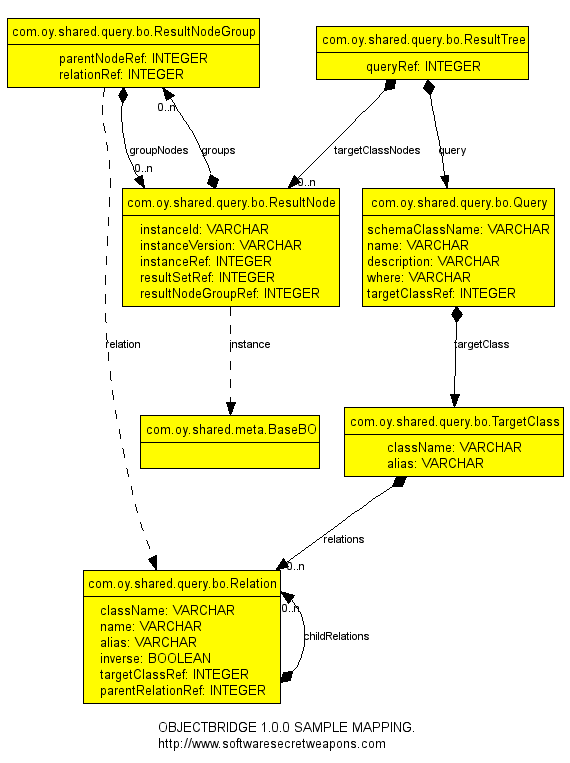 com.oy.shared.query.bo.ResultNodeGroup
parentNodeRef: INTEGER
relationRef: INTEGER
com.oy.shared.query.bo.ResultTree
queryRef: INTEGER
0..n
groupNodes
groups
targetClassNodes
query
0..n
0..n
com.oy.shared.query.bo.ResultNode
instanceId: VARCHAR
instanceVersion: VARCHAR
instanceRef: INTEGER
resultSetRef: INTEGER
resultNodeGroupRef: INTEGER
com.oy.shared.query.bo.Query
schemaClassName: VARCHAR
name: VARCHAR
description: VARCHAR
where: VARCHAR
targetClassRef: INTEGER
relation
instance
targetClass
com.oy.shared.meta.BaseBO
com.oy.shared.query.bo.TargetClass
className: VARCHAR
alias: VARCHAR
relations
0..n
com.oy.shared.query.bo.Relation
className: VARCHAR
name: VARCHAR
alias: VARCHAR
inverse: BOOLEAN
targetClassRef: INTEGER
parentRelationRef: INTEGER
0..n
childRelations
OBJECTBRIDGE 1.0.0 SAMPLE MAPPING.
http://www.softwaresecretweapons.com